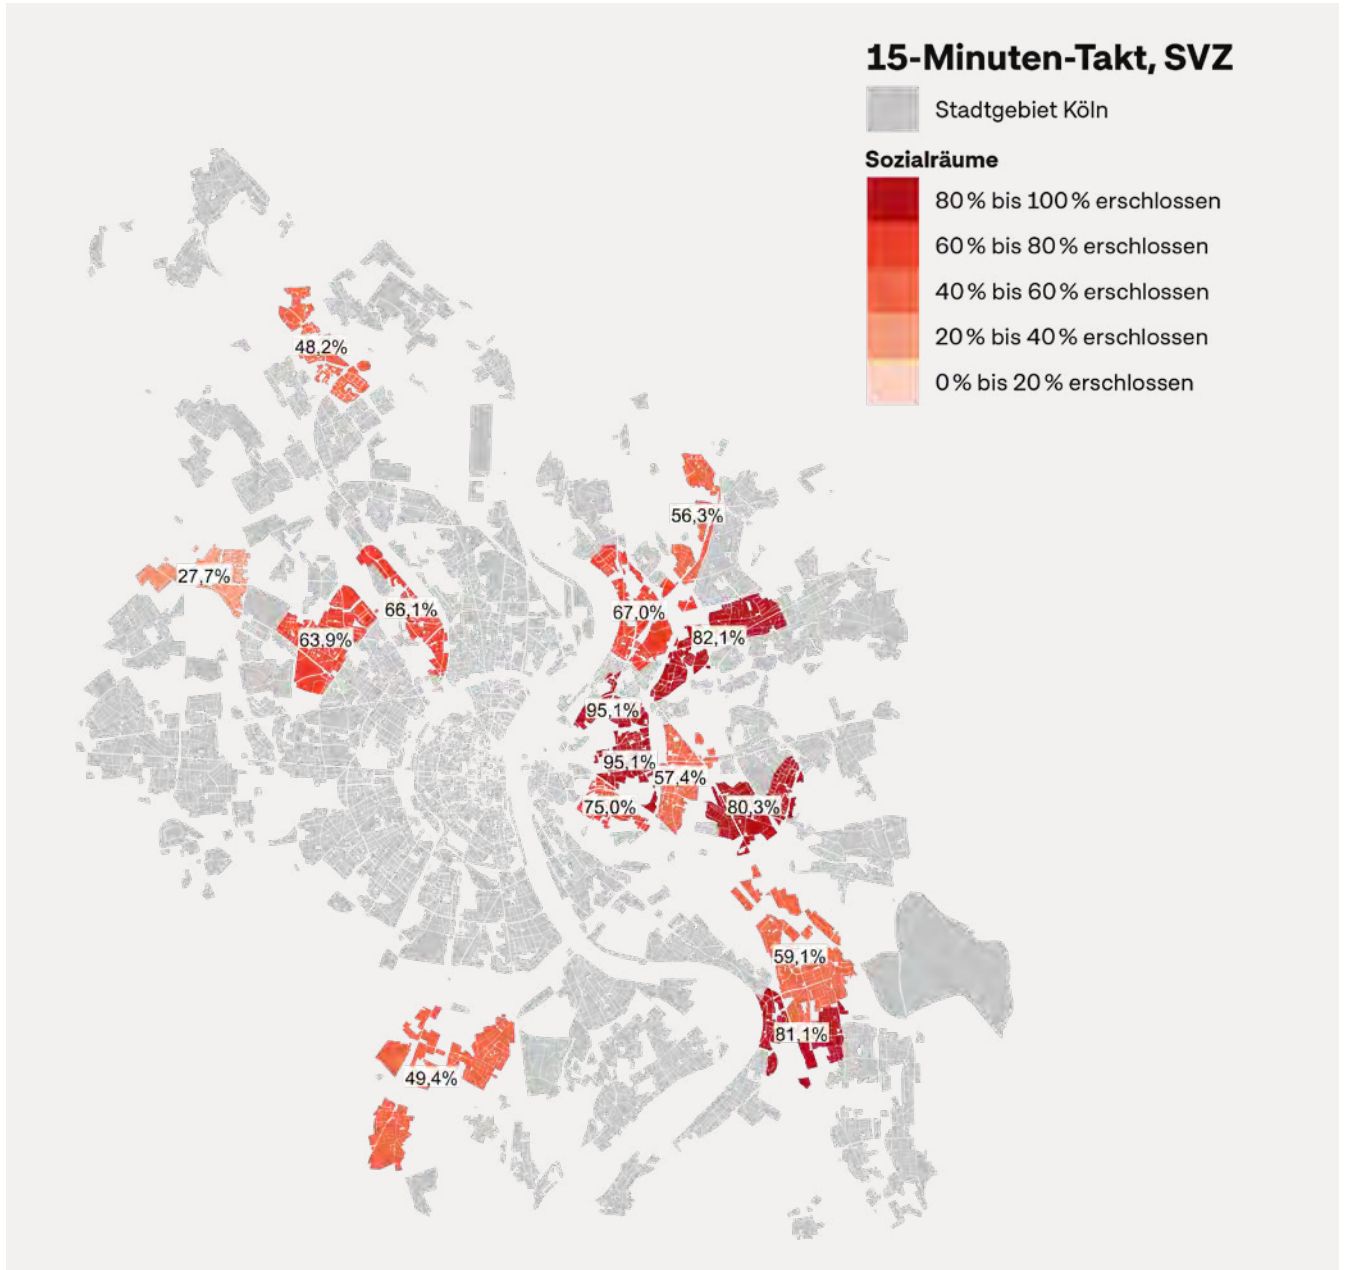 15-Minuten-Takt, SVZ
Stadtgebiet Köln
Sozialräume
80 % bis 100 % erschlossen
60 % bis 80 % erschlossen
40 % bis 60 % erschlossen
20 % bis 40 % erschlossen
0 % bis 20 % erschlossen
48,2%
56,3%
27,7%
66,1%
67,0%
63,9%
82,1%
95,1%
95,1%
57,4%
75,0%
80,3%
59,1%
81,1%
49,4%